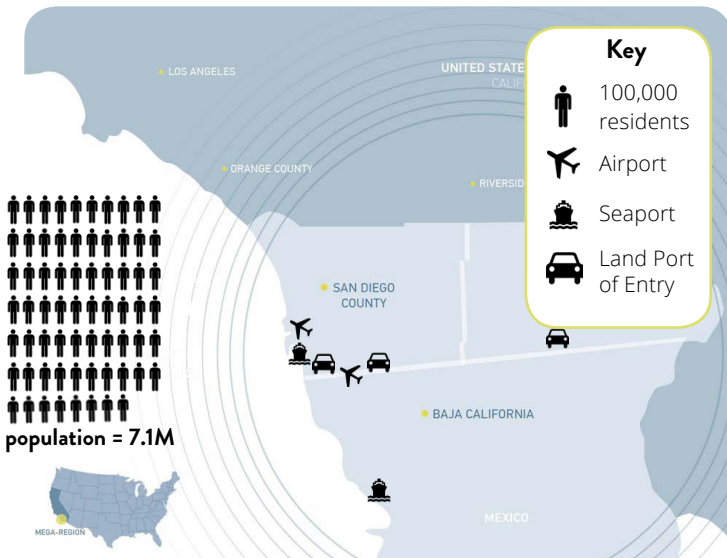 LOS ANGELES
UNITED STATE
CALIF
ORANGE COUNTY
RIVERSID
Key
100,000
residents
Airport
Seaport
Land Port
of Entry
SAN DIEGO
COUNTY
BAJA CALIFORNIA
population = 7.1M
MEXICO
MEGA-REGION